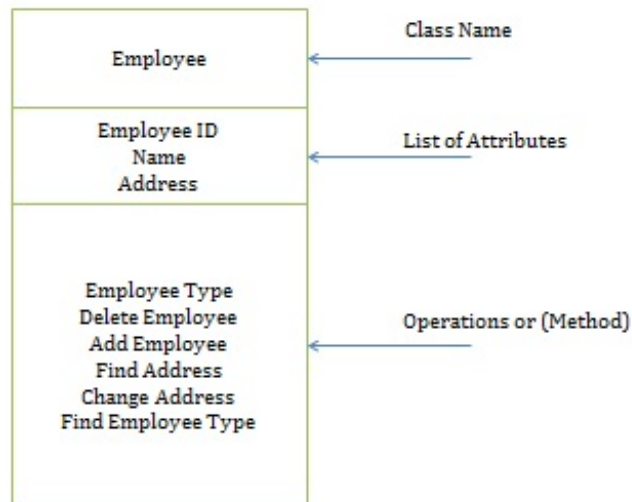 Employee
Class Name
Employee ID
Name
Address
List of Attributes
Employee Type
Delete Employee
Add Employee
Find Address
Change Address
Find Employee Type
Operations or (Method)